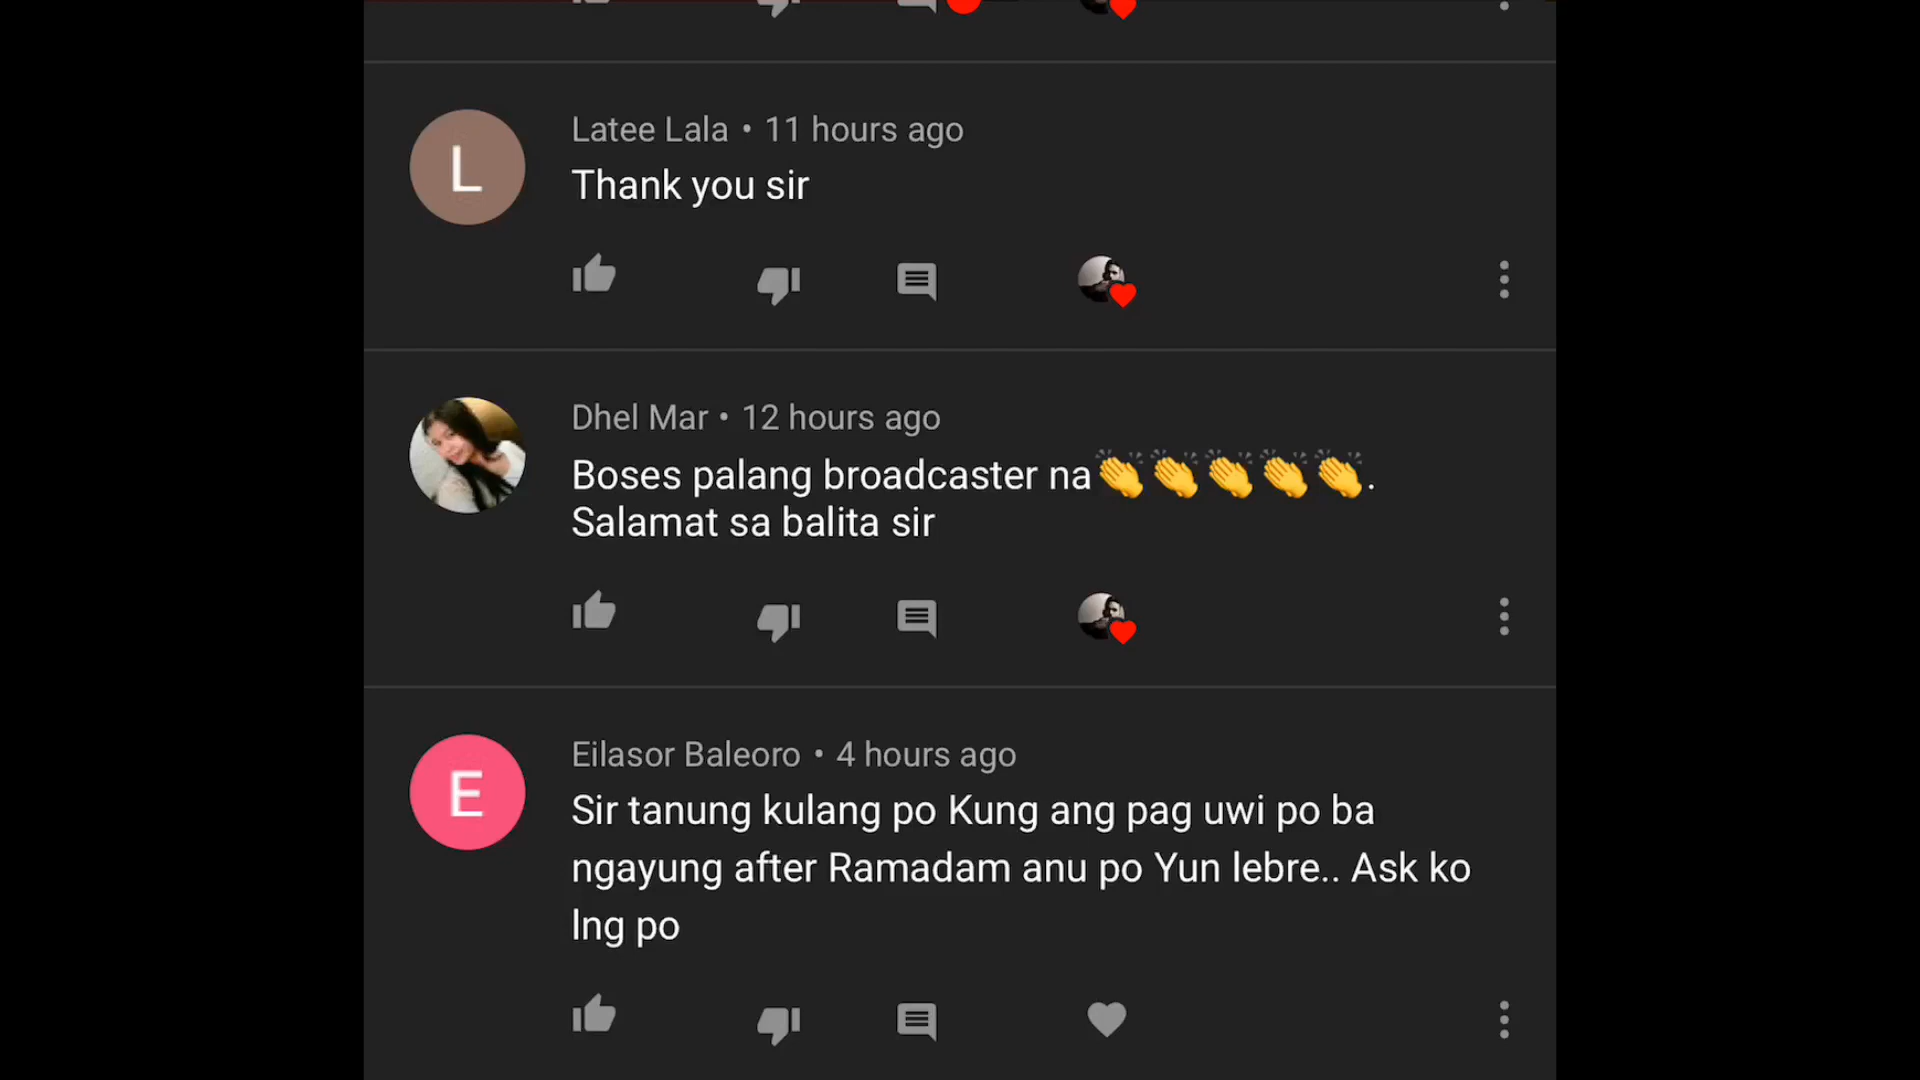 Latee Lala • 11 hours ago
L
Thank you sir
Dhel Mar • 12 hours ago
Boses palang broadcaster na👏👏👏👏👏.
Salamat sa balita sir
Eilasor Baleoro • 4 hours ago
E
Sir tanung kulang po Kung ang pag uwi po ba
ngayung after Ramadam anu po Yun lebre.. Ask ko
lng po